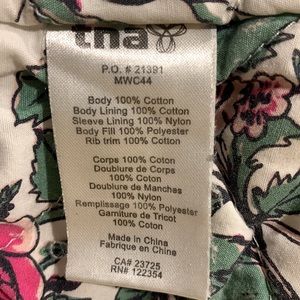 tna
P.O. # 21391
MWC44
Body 100% Cotton
Body Lining 100% Cotton
Sleeve Lining 100% Nylon
Body Fill 100% Polyester
Rib trim 100% Cotton
Corps 100% Coton
Doublure de Corps
100% Coton
Doublure de Manches
100% Nylon
Remplissage 100% Polyester
Garniture de Tricot
100% Coton
Made in China
Fabrique en Chine
CA# 23725
RN# 122354